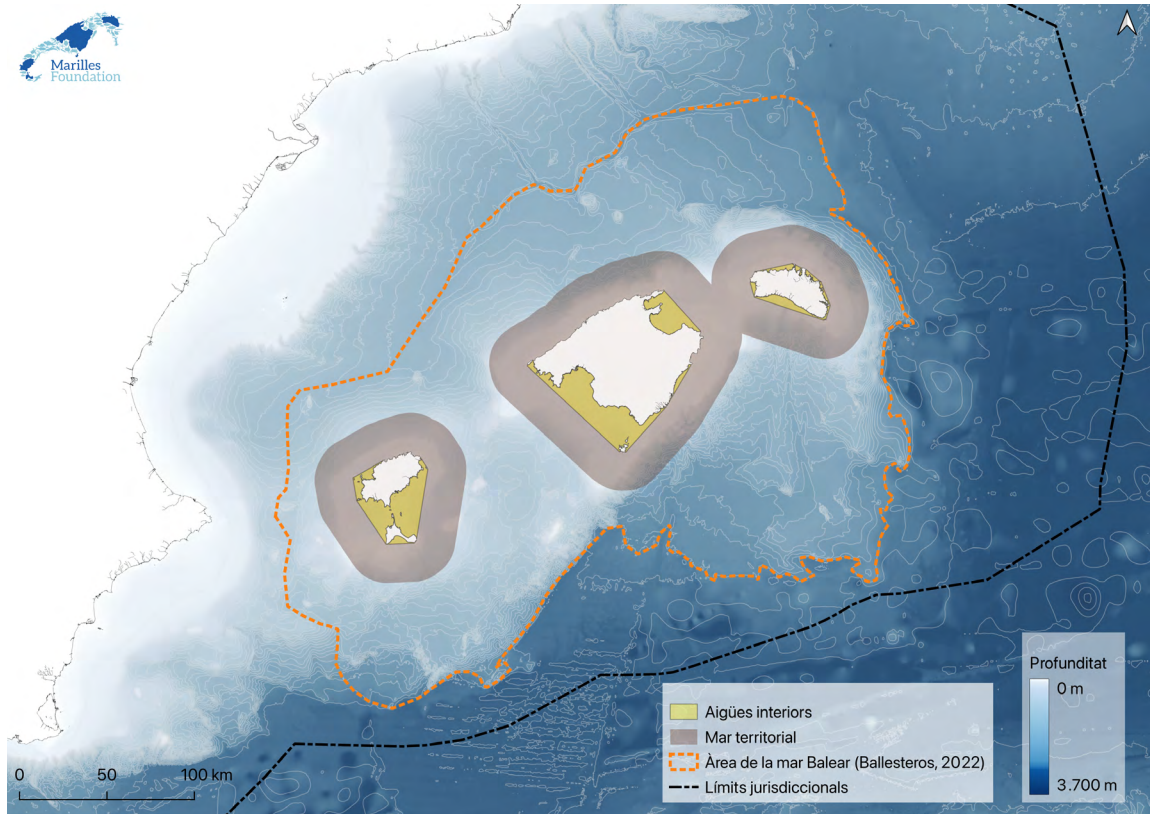 Marilles
Foundation
Profunditat
0 m
3.700 m
Aigües interiors
Mar territorial
Àrea de la mar Balear (Ballesteros, 2022)
Límits jurisdiccionals
0 50 100 km